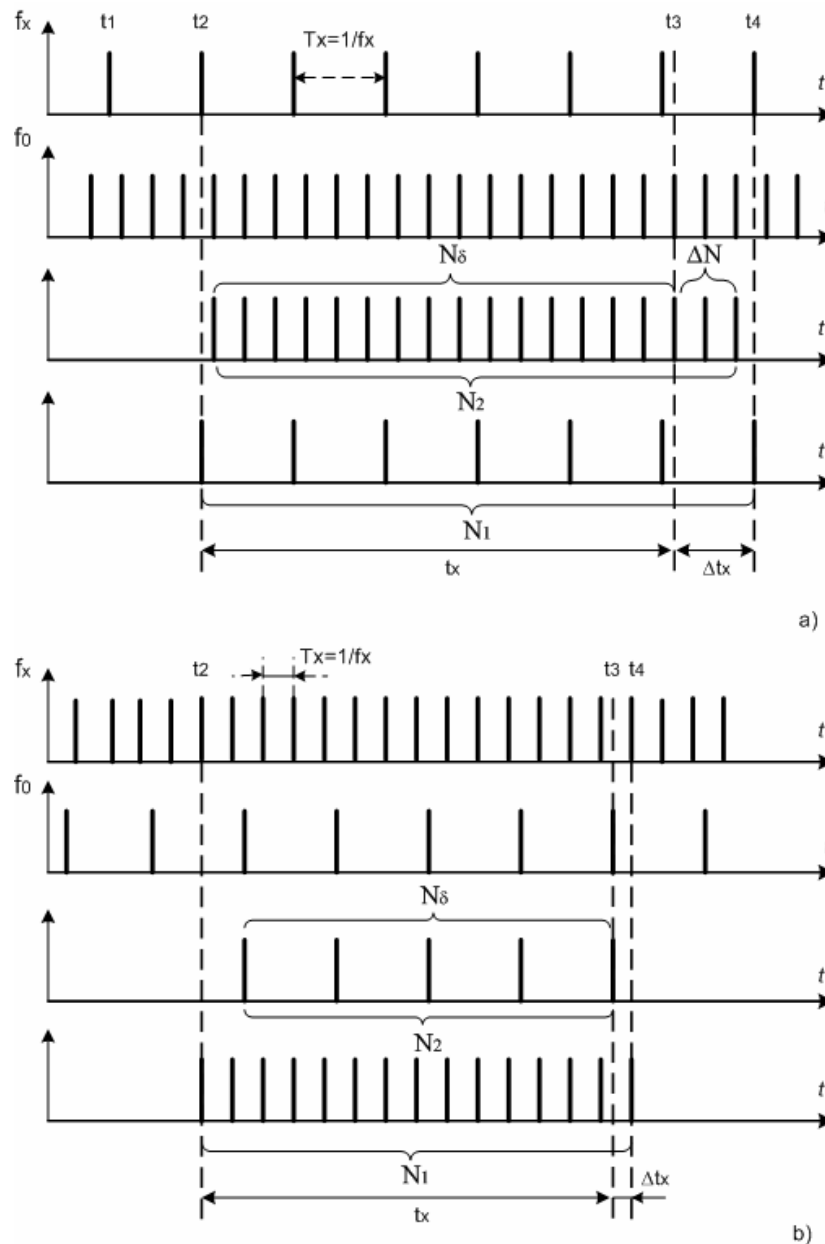 fx t1 t2 Tx=1/fx t3 t4
t
f0
Nδ ΔN
t
N2
t
N1
tx Δtx
a)
fx t2 Tx=1/fx t3 t4
t
f0
Nδ
t
N2
t
N1
tx Δtx
b)